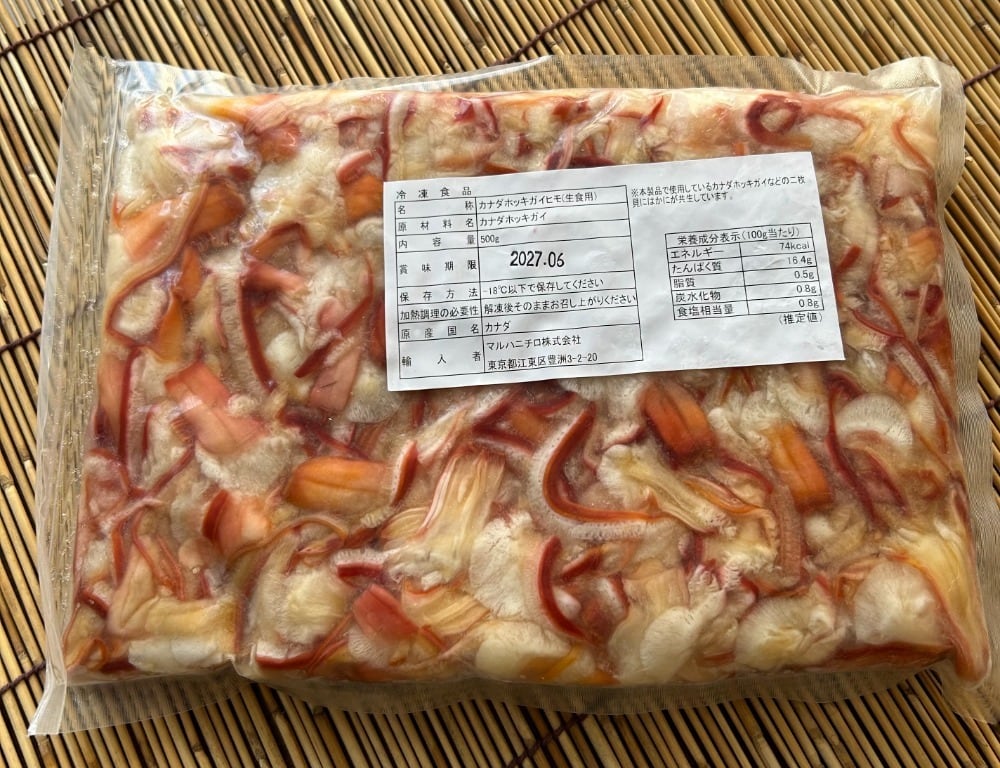 冷凍食品
名称 カナダホッキガイヒモ(生食用)
原材料名 カナダホッキガイ
内容量 500g
賞味期限 2027.06
保存方法 -18℃以下で保存してください
加熱調理の必要性 解凍後そのままお召し上がりください
原産国名 カナダ
輸入者 マルハニチロ株式会社
東京都江東区豊洲3-2-20
※本製品で使用しているカナダホッキガイなどの二枚
貝にはかにが共生しています。
栄養成分表示(100g当たり)
エネルギー 74kcal
たんぱく質 16.4g
脂質 0.5g
炭水化物 0.8g
食塩相当量 0.8g
(推定値)